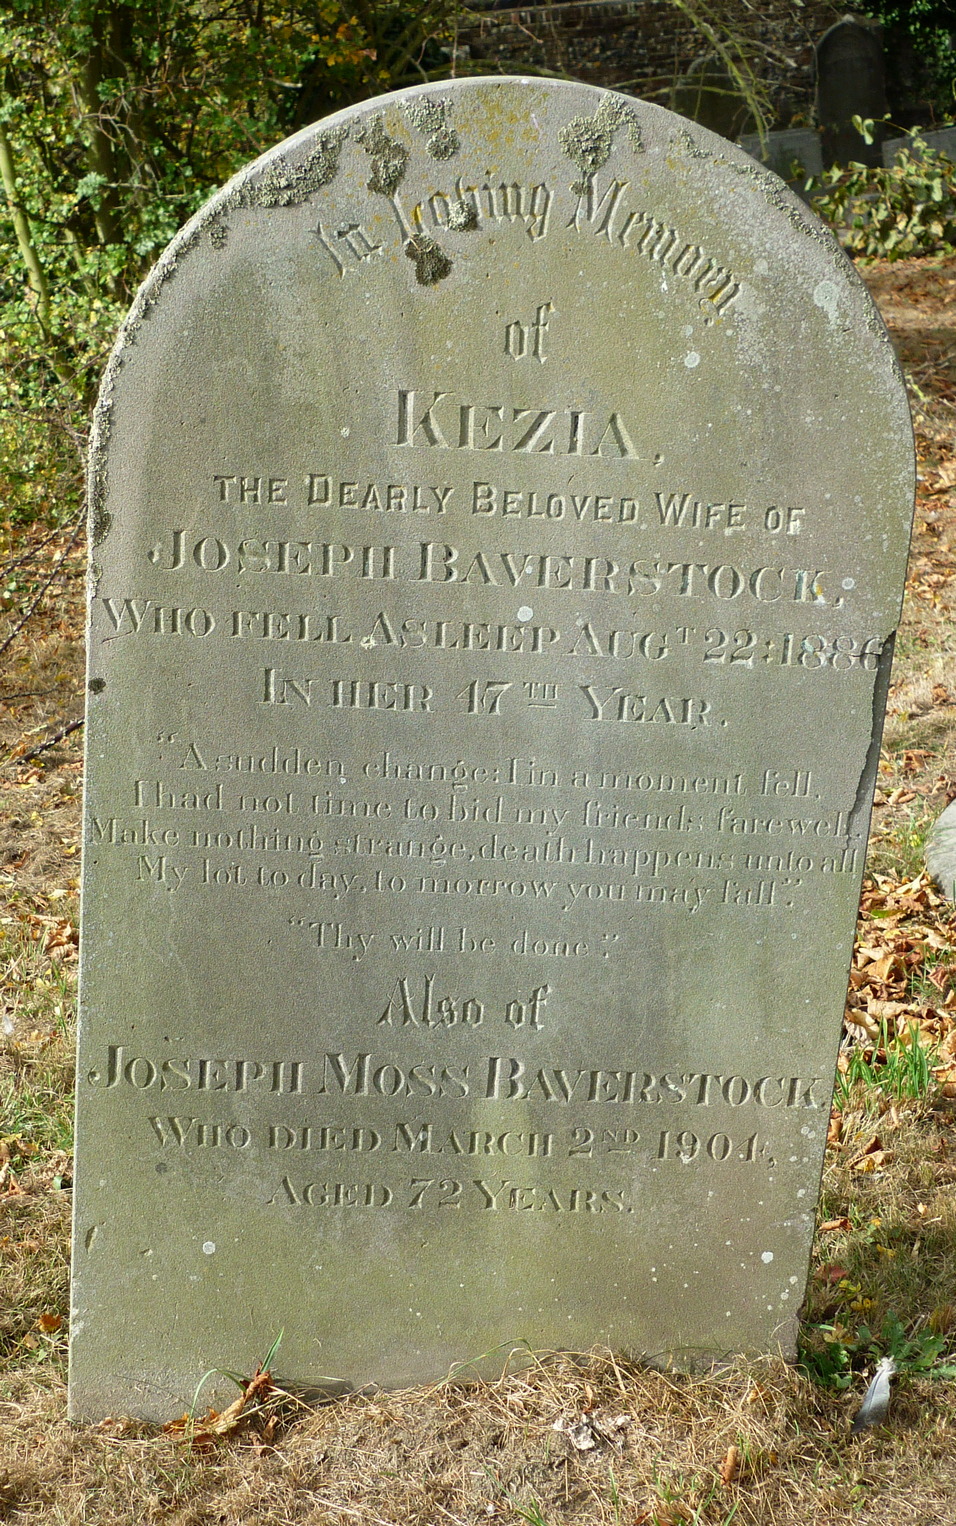 In Loving Memory
of
KEZIA,
THE DEARLY BELOVED WIFE OF
JOSEPH BAVERSTOCK,
WHO FELL ASLEEP AUGT 22: 1886
IN HER 47TH YEAR.
"A sudden change: I in a moment fell,
I had not time to bid my friends farewell,
Make nothing strange, death happens unto all
My lot to day, to morrow you may fall".
"Thy will be done".
Also of
JOSEPH MOSS BAVERSTOCK,
WHO DIED MARCH 2ND 1904,
AGED 72 YEARS.